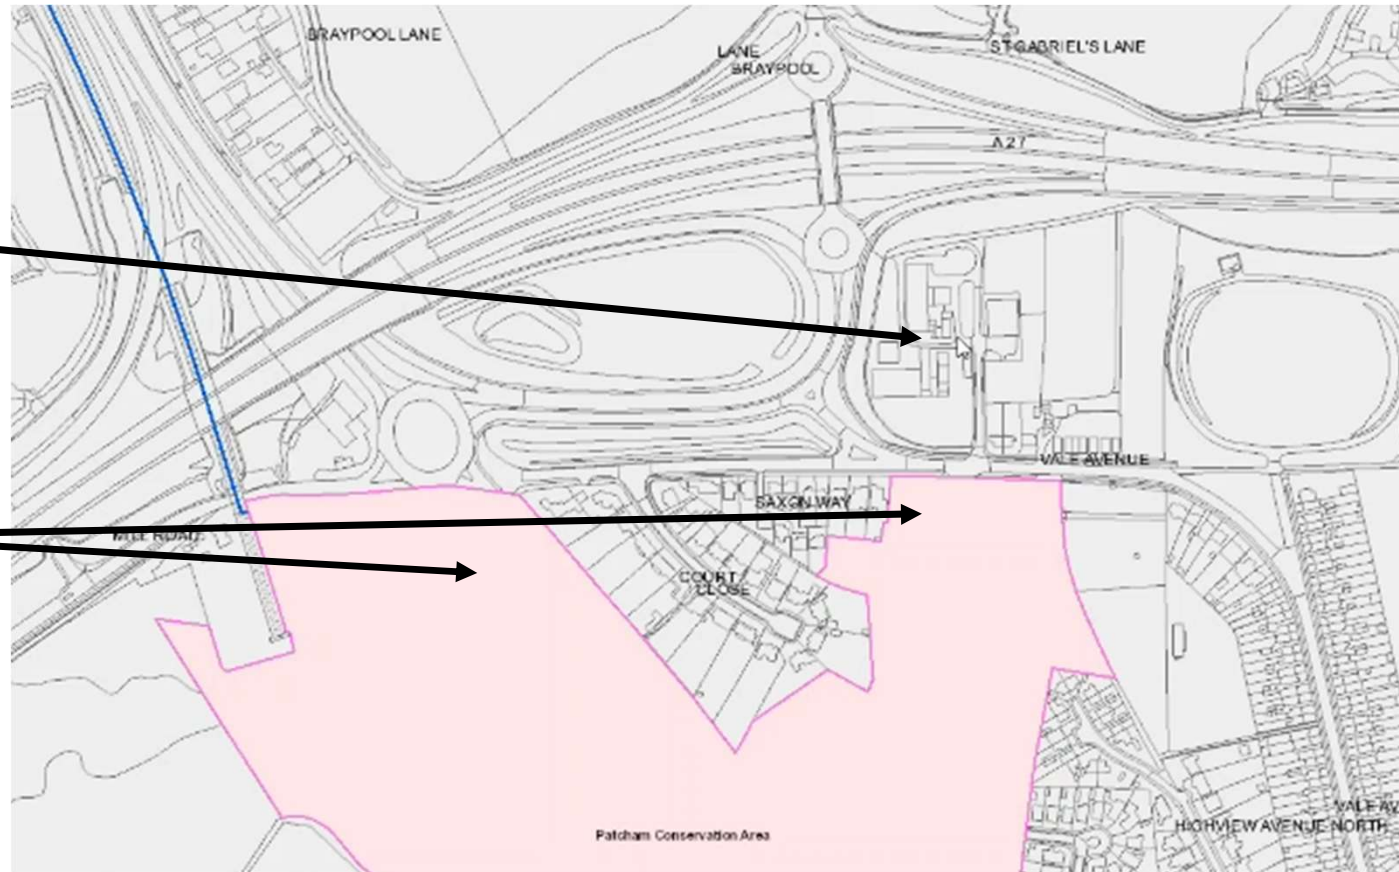 BRAYPOOL LANE
LANE
BRAYPOOL
ST GABRIEL'S LANE
A 27
VALE AVENUE
SAXON WAY
MILL ROAD
COURT
CLOSE
VALE AV
HIGHVIEW AVENUE NORTH
Patcham Conservation Area